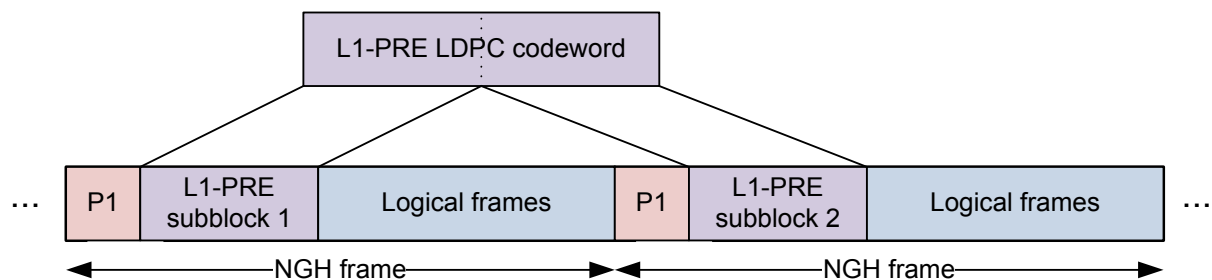 L1-PRE LDPC codeword
... P1 L1-PRE subblock 1 Logical frames P1 L1-PRE subblock 2 Logical frames ...
NGH frame NGH frame